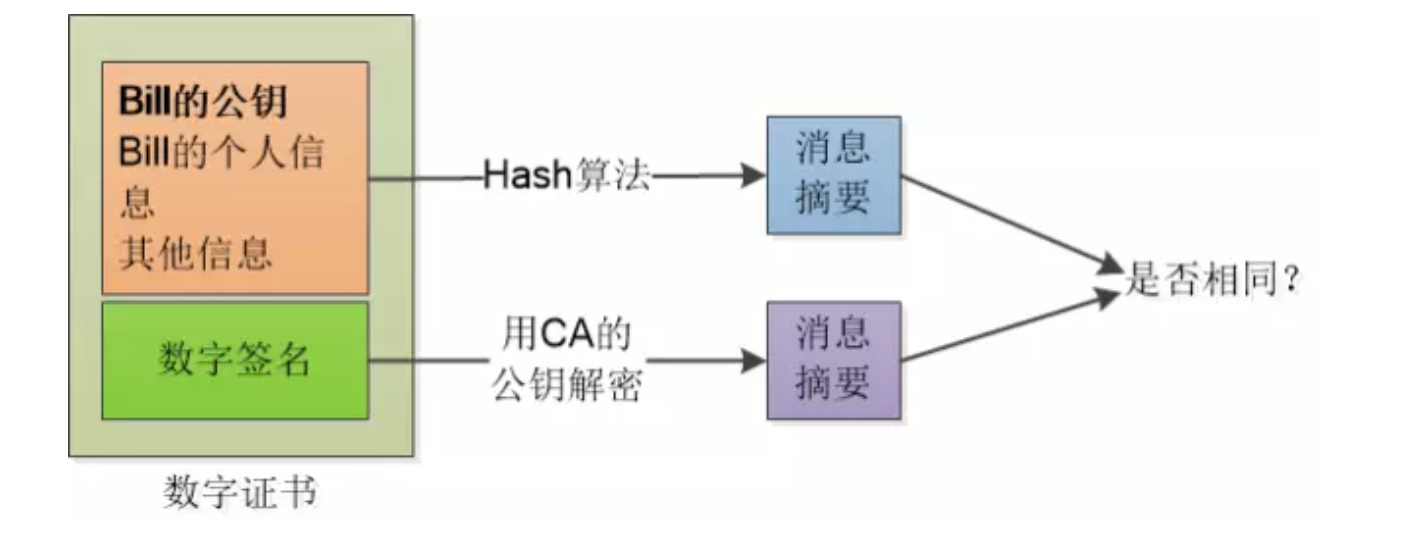 Bill的公钥
Bill的个人信
息
其他信息
数字签名
数字证书
Hash算法
用CA的
公钥解密
消息
摘要
消息
摘要
是否相同？